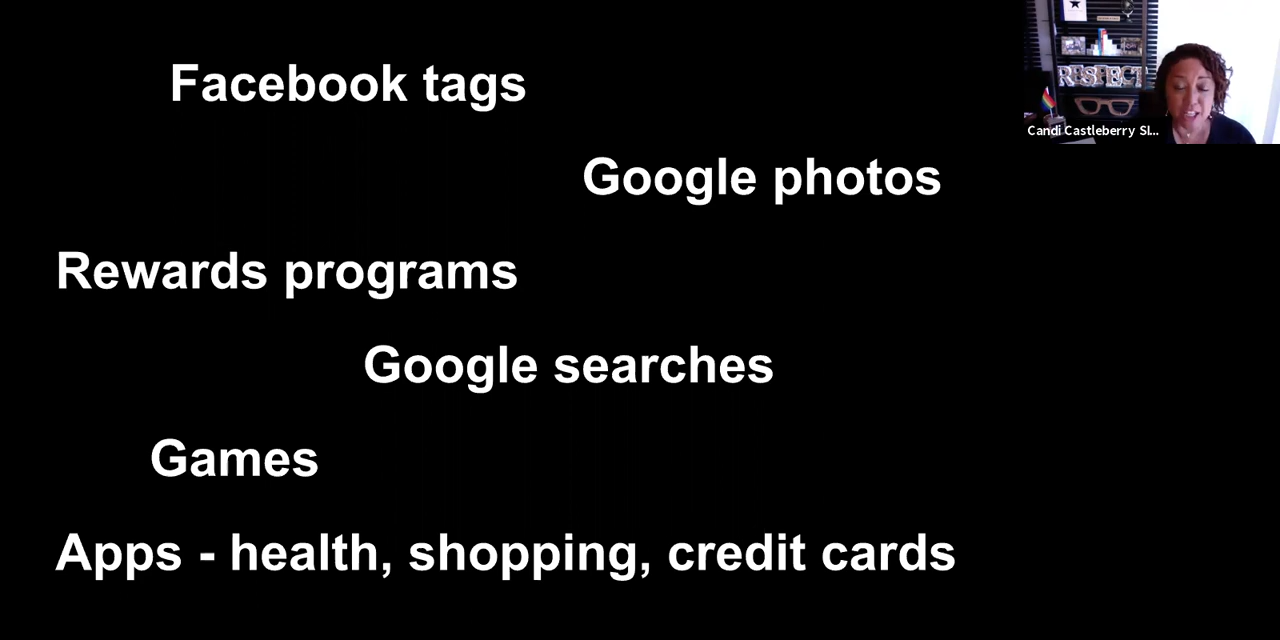 Facebook tags
Google photos
Rewards programs
Google searches
Games
Apps - health, shopping, credit cards
RESPECT
Candi Castleberry Sl...